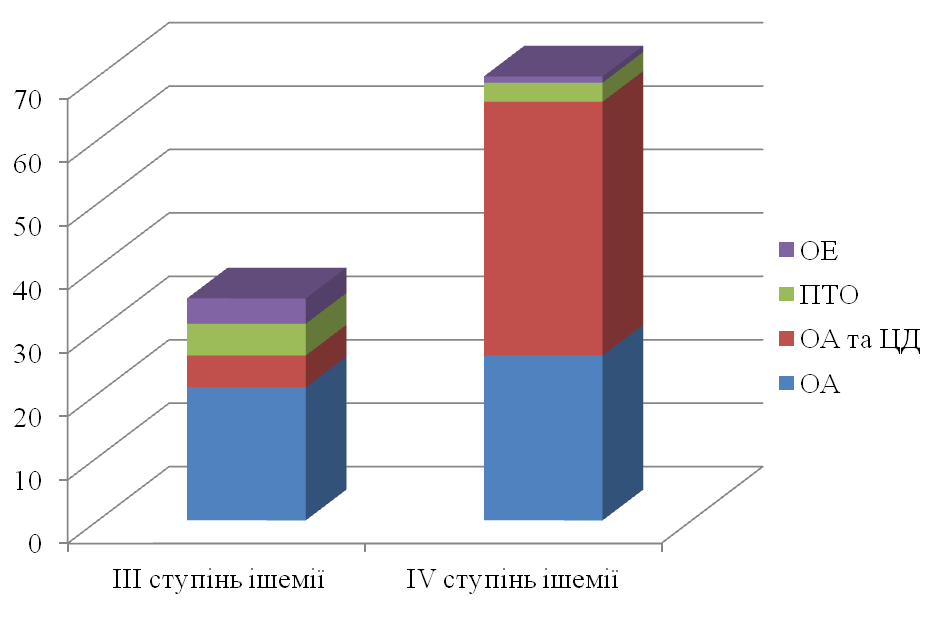 70
60
50
40
30
20
10
0
ІІІ ступінь ішемії
IV ступінь ішемії
ОЕ
ПТО
ОА та ЦД
ОА